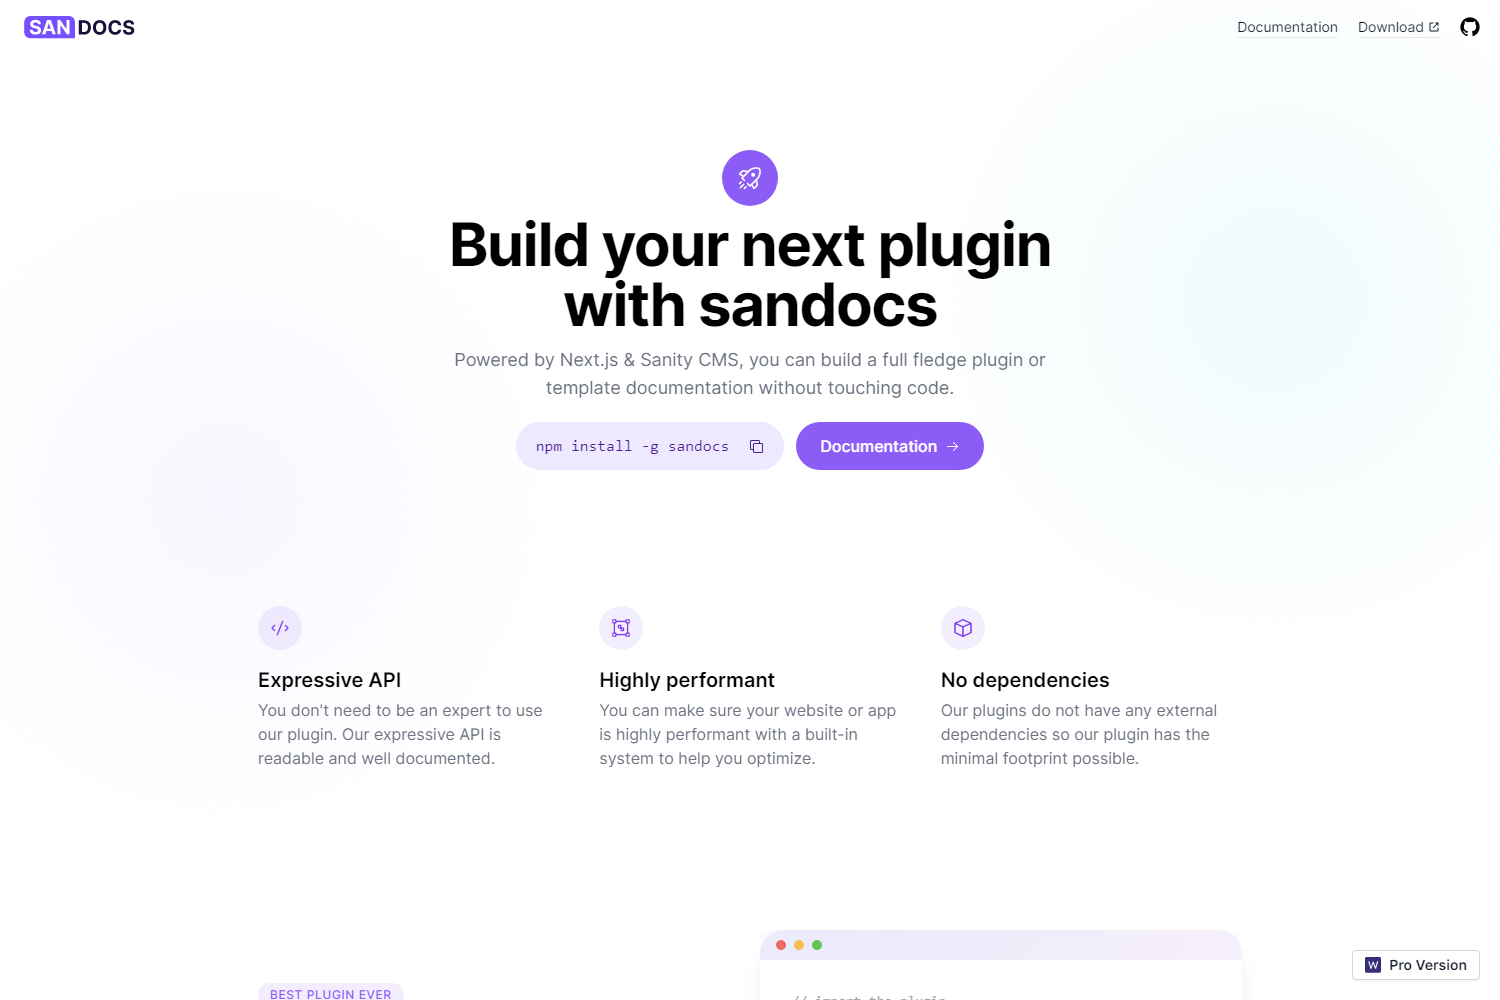 SANDOCS
Documentation
Download
Build your next plugin
with sandocs
Powered by Next.js & Sanity CMS, you can build a full fledge plugin or
template documentation without touching code.
npm install -g sandocs
Documentation →
Expressive API
You don't need to be an expert to use
our plugin. Our expressive API is
readable and well documented.
Highly performant
You can make sure your website or app
is highly performant with a built-in
system to help you optimize.
No dependencies
Our plugins do not have any external
dependencies so our plugin has the
minimal footprint possible.
BEST PLUGIN EVER
// import the plugin
W Pro Version